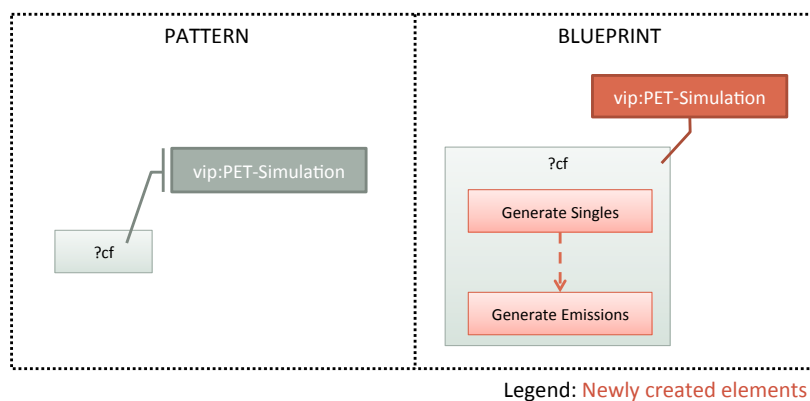 PATTERN
vip:PET-Simulation
?cf
BLUEPRINT
vip:PET-Simulation
?cf
Generate Singles
Generate Emissions
Legend: Newly created elements